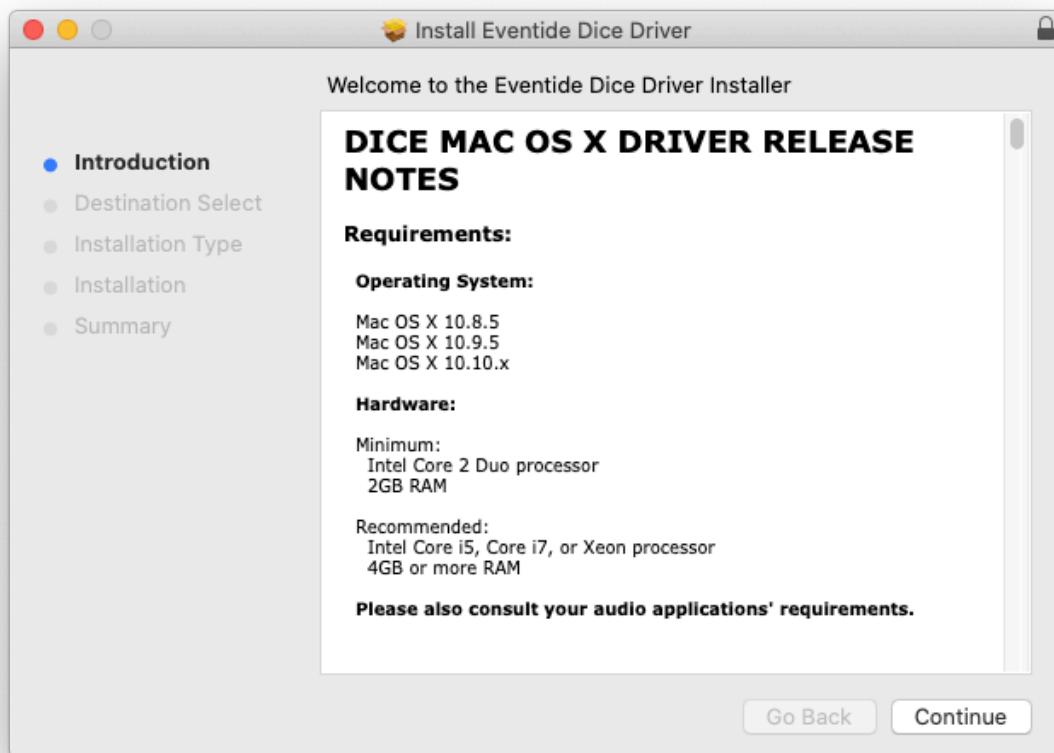 Install Eventide Dice Driver
Welcome to the Eventide Dice Driver Installer
Introduction
Destination Select
Installation Type
Installation
Summary
DICE MAC OS X DRIVER RELEASE
NOTES
Requirements:
Operating System:
Mac OS X 10.8.5
Mac OS X 10.9.5
Mac OS X 10.10.x
Hardware:
Minimum:
Intel Core 2 Duo processor
2GB RAM
Recommended:
Intel Core i5, Core i7, or Xeon processor
4GB or more RAM
Please also consult your audio applications' requirements.
Go Back
Continue